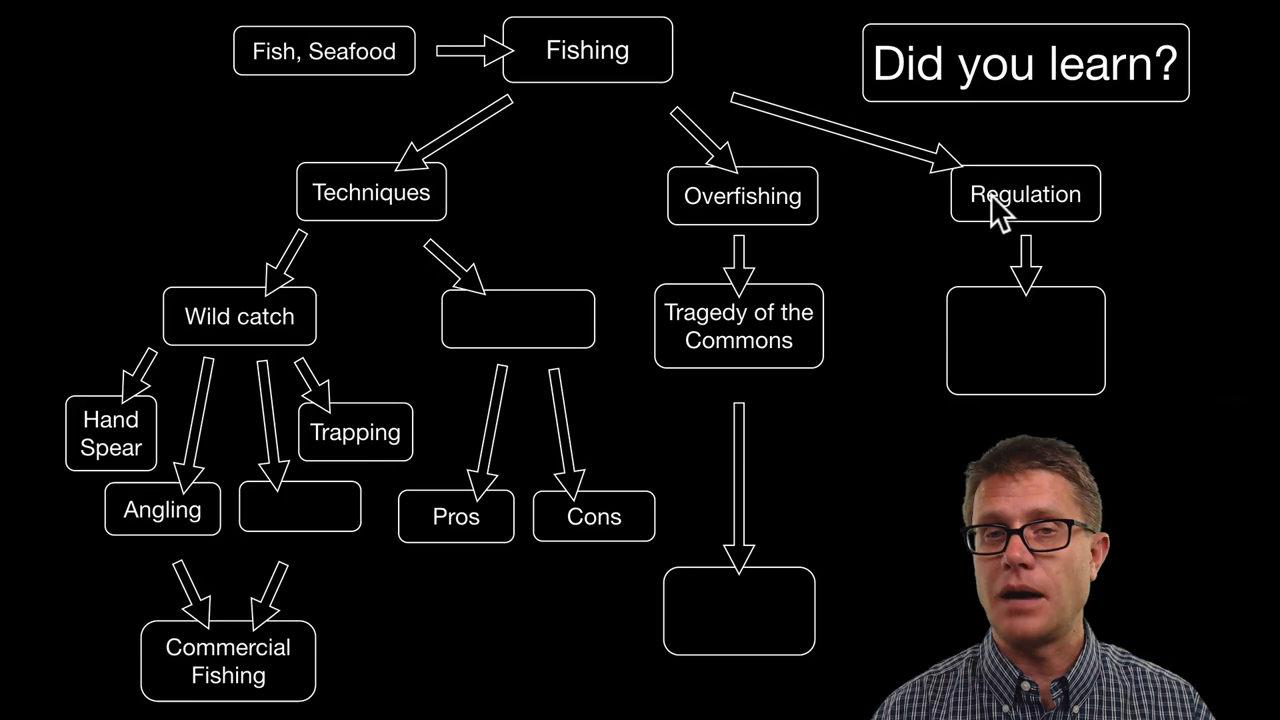 Fish, Seafood
Fishing
Did you learn?
Techniques
Overfishing
Regulation
Wild catch
Tragedy of the
Commons
Hand
Spear
Trapping
Angling
Pros
Cons
Commercial
Fishing